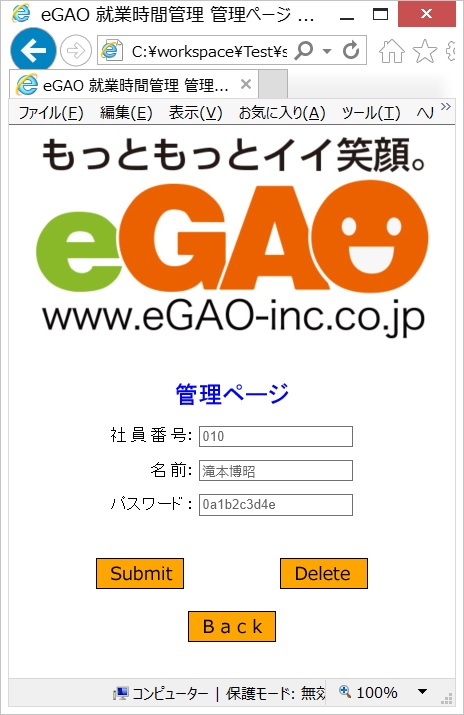 eGAO 就業時間管理 管理ページ ...
C:¥workspace¥Test¥s
eGAO 就業時間管理 管理...
ファイル(F) 編集(E) 表示(V) お気に入り(A) ツール(T) ヘル
もっともっとイイ笑顔。
eGAO
www.eGAO-inc.co.jp
管理ページ
社員番号: 010
名前: 滝本博昭
パスワード: 0a1b2c3d4e
Submit Delete
Back
コンピューター | 保護モード: 無効 100%